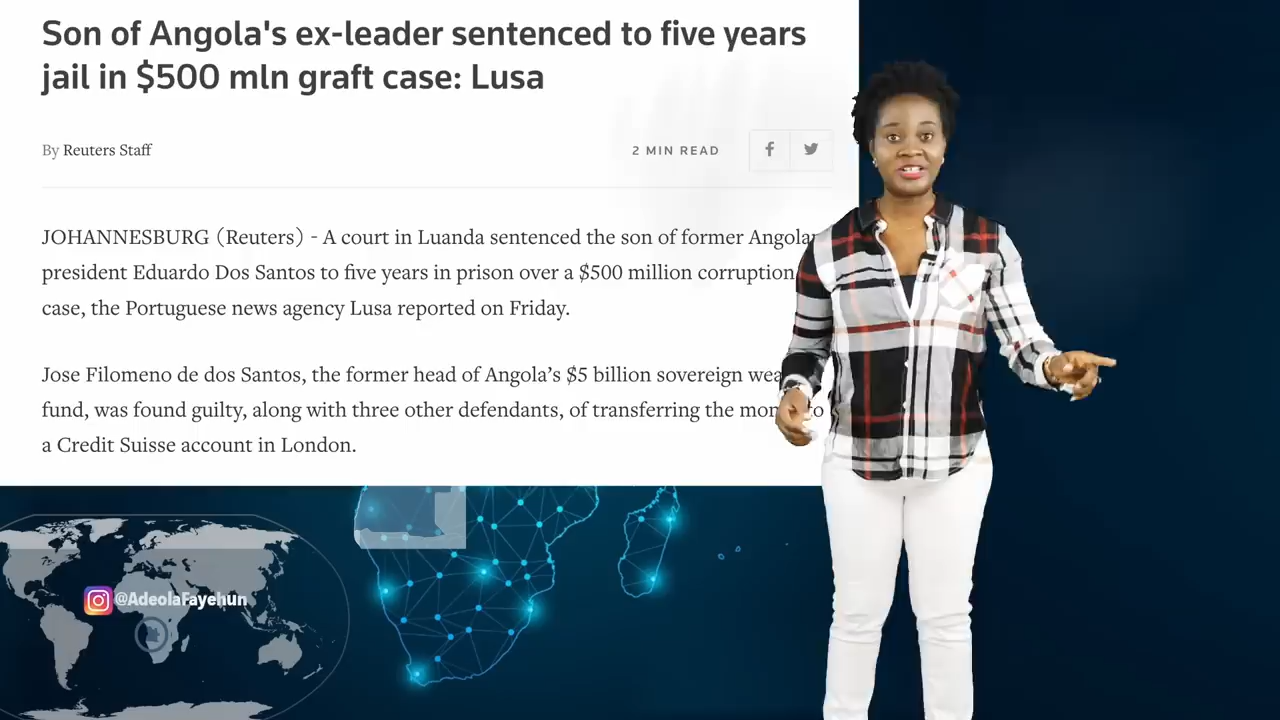 Son of Angola's ex-leader sentenced to five years
jail in $500 mln graft case: Lusa
By Reuters Staff
2 MIN READ
JOHANNESBURG (Reuters) - A court in Luanda sentenced the son of former
president Eduardo Dos Santos to five years in prison over a $500 million corruption
case, the Portuguese news agency Lusa reported on Friday.
Jose Filomeno de dos Santos, the former head of Angola’s $5 billion sovereign
fund, was found guilty, along with three other defendants, of transferring the to
a Credit Suisse account in London.
@AdeolaFayehun